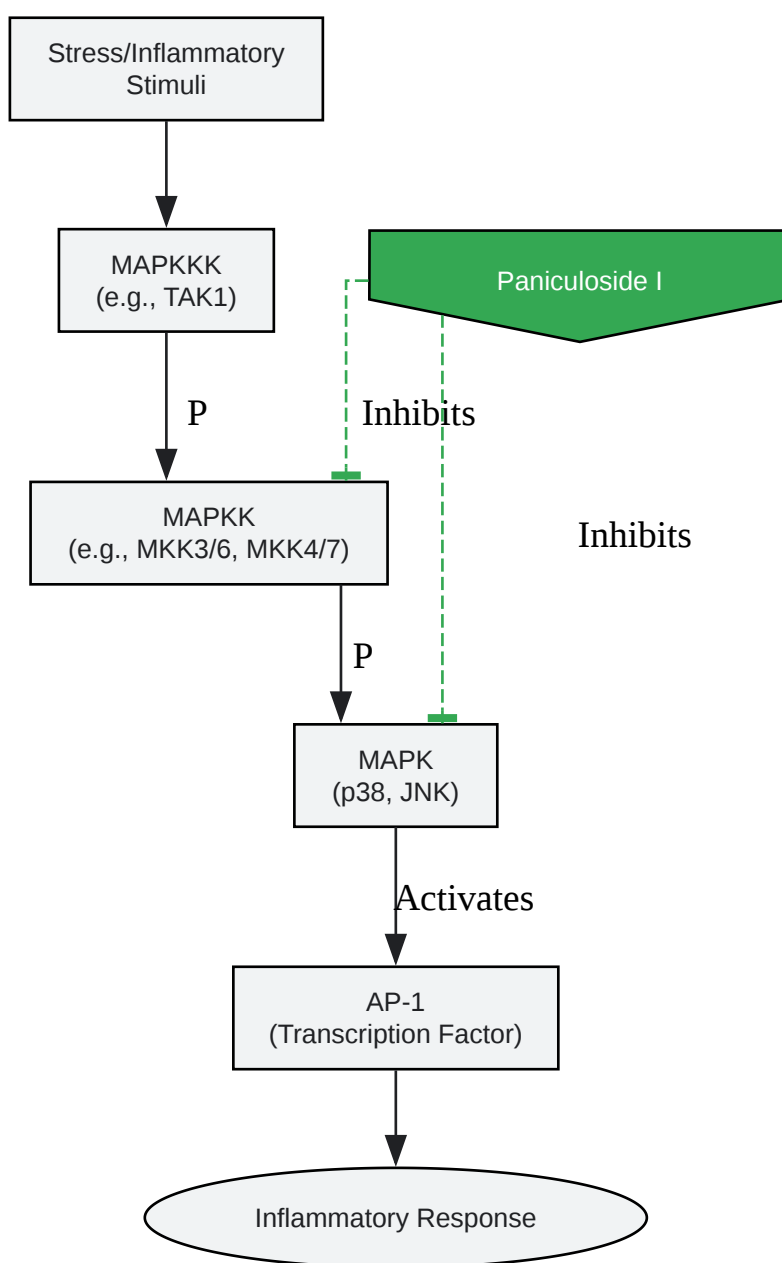 Stress/Inflammatory
Stimuli
MAPKKK
(e.g., TAK1)
Paniculoside I
P
Inhibits
MAPKK
(e.g., MKK3/6, MKK4/7)
Inhibits
P
MAPK
(p38, JNK)
Activates
AP-1
(Transcription Factor)
Inflammatory Response